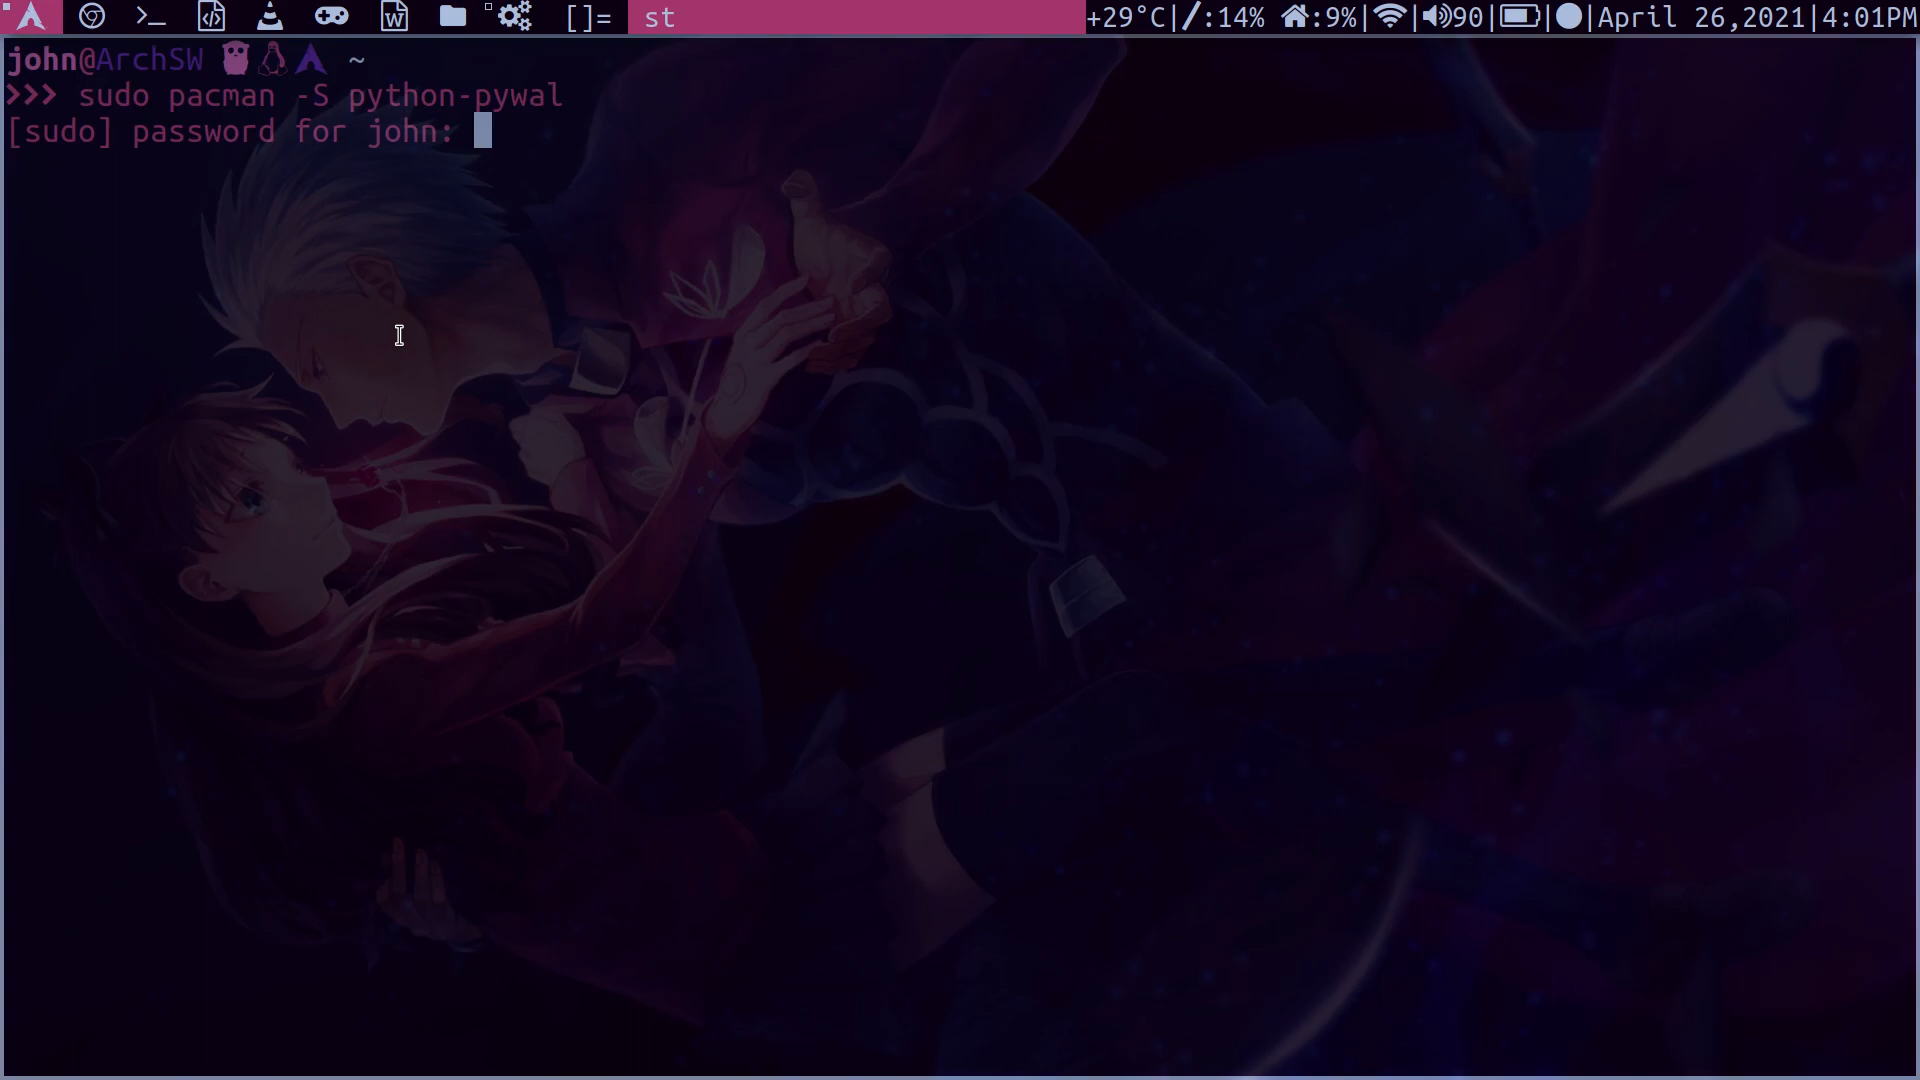 []= st +29°C|/:14% :9%| | 90| | |April 26,2021|4:01PM
john@ArchSW ~
>>> sudo pacman -S python-pywal
[sudo] password for john: